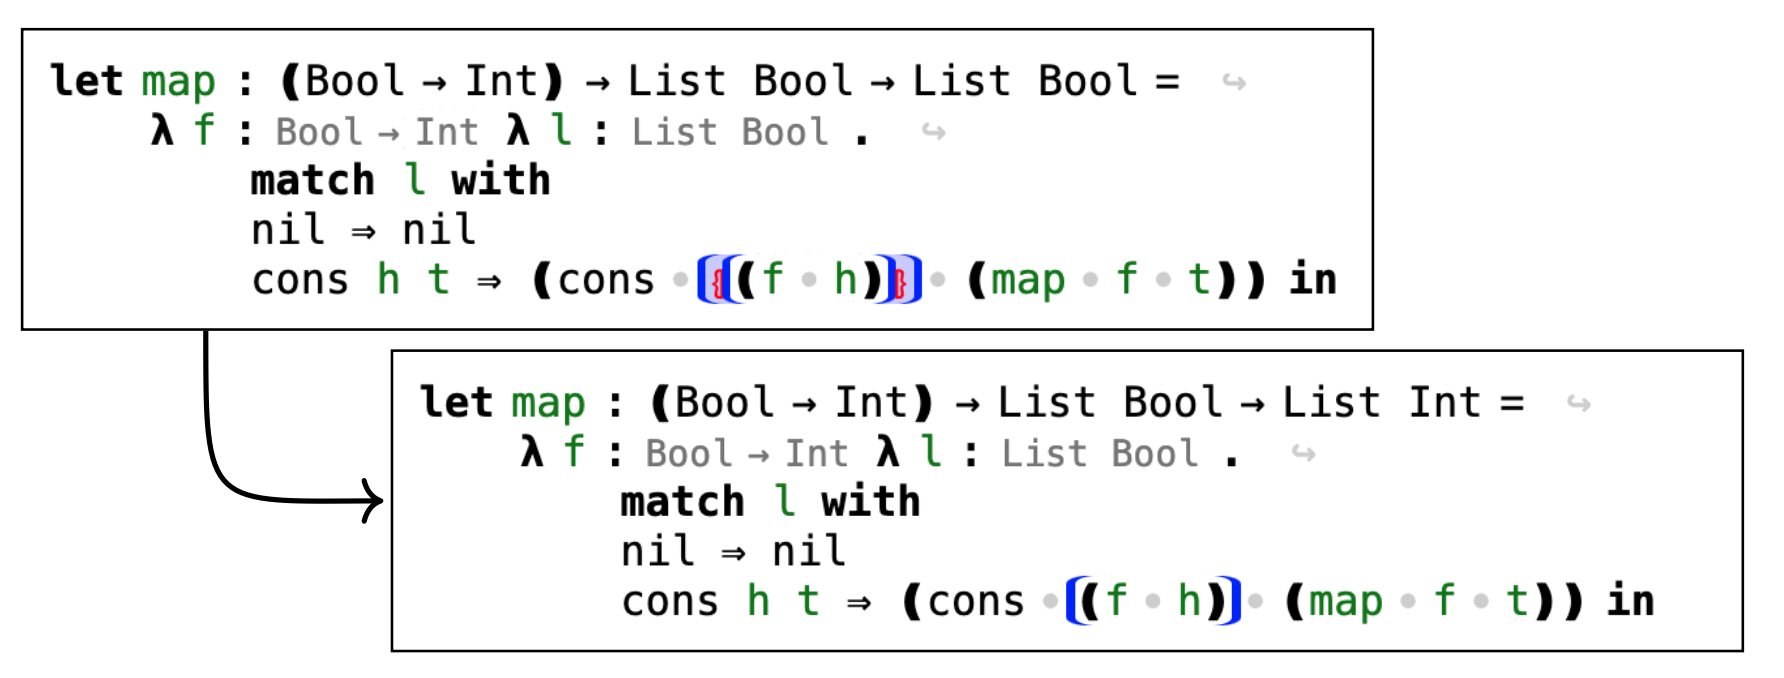 let map : (Bool → Int) → List Bool → List Bool = ↪
λ f : Bool → Int λ l : List Bool . ↪
match l with
nil ⇒ nil
cons h t ⇒ (cons • [{[(f • h)]}] • (map • f • t)) in
let map : (Bool → Int) → List Bool → List Int = ↪
λ f : Bool → Int λ l : List Bool . ↪
match l with
nil ⇒ nil
cons h t ⇒ (cons • [(f • h)] • (map • f • t)) in